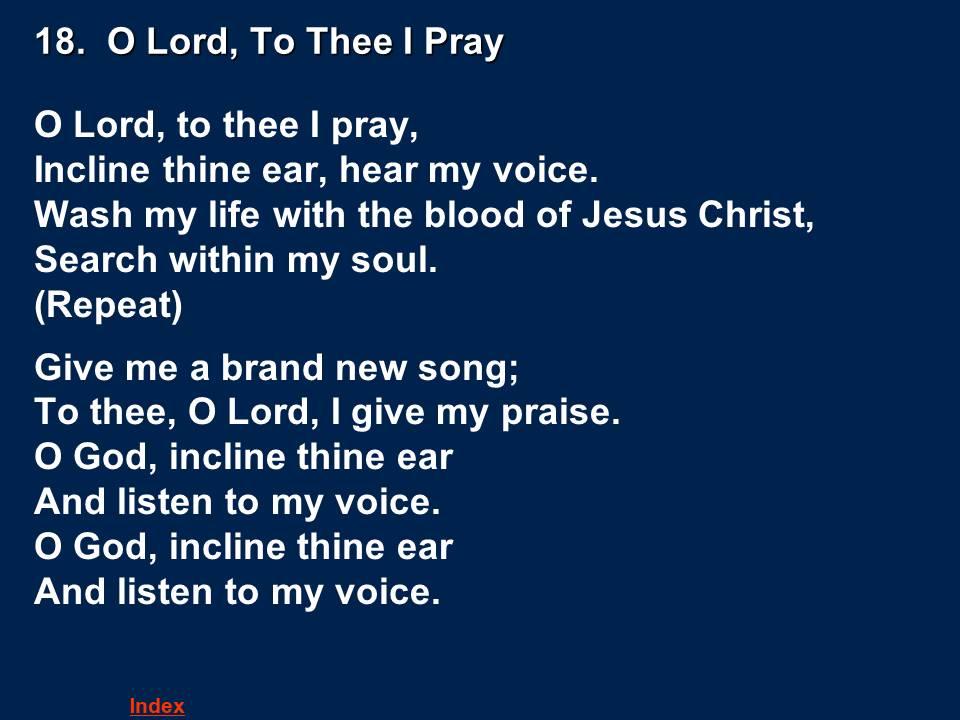 18. O Lord, To Thee I Pray
O Lord, to thee I pray,
Incline thine ear, hear my voice.
Wash my life with the blood of Jesus Christ,
Search within my soul.
(Repeat)
Give me a brand new song;
To thee, O Lord, I give my praise.
O God, incline thine ear
And listen to my voice.
O God, incline thine ear
And listen to my voice.
Index